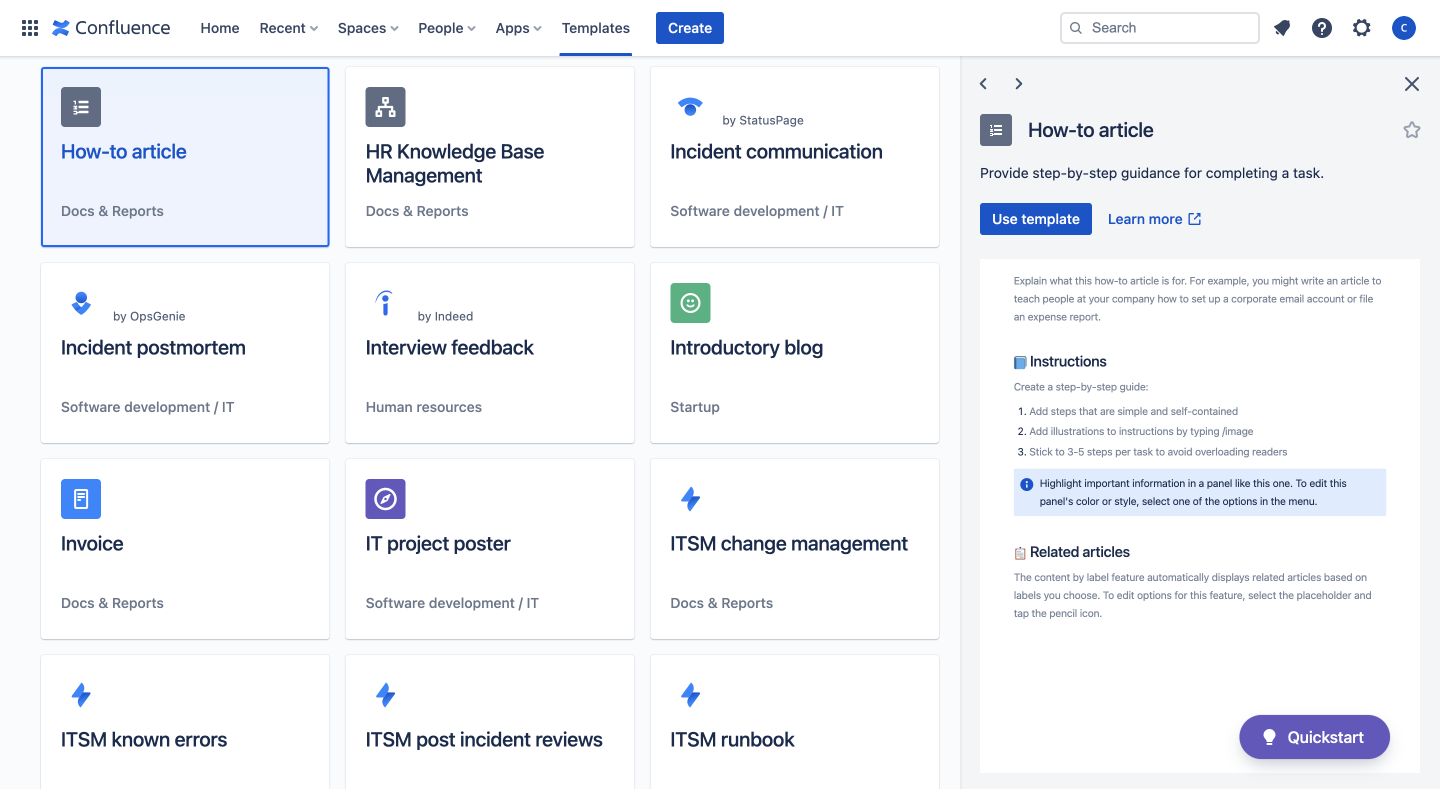 Confluence
Home
Recent
Spaces
People
Apps
Templates
Create
Search
C
How-to article
Docs & Reports
HR Knowledge Base
Management
Docs & Reports
by StatusPage
Incident communication
Software development / IT
by OpsGenie
Incident postmortem
Software development / IT
by Indeed
Interview feedback
Human resources
Introductory blog
Startup
Invoice
Docs & Reports
IT project poster
Software development / IT
ITSM change management
Docs & Reports
ITSM known errors
ITSM post incident reviews
ITSM runbook
How-to article
Provide step-by-step guidance for completing a task.
Use template
Learn more
Explain what this how-to article is for. For example, you might write an article to
teach people at your company how to set up a corporate email account or file
an expense report.
Instructions
Create a step-by-step guide:
1. Add steps that are simple and self-contained
2. Add illustrations to instructions by typing /image
3. Stick to 3-5 steps per task to avoid overloading readers
Highlight important information in a panel like this one. To edit this
panel's color or style, select one of the options in the menu.
Related articles
The content by label feature automatically displays related articles based on
labels you choose. To edit options for this feature, select the placeholder and
tap the pencil icon.
Quickstart